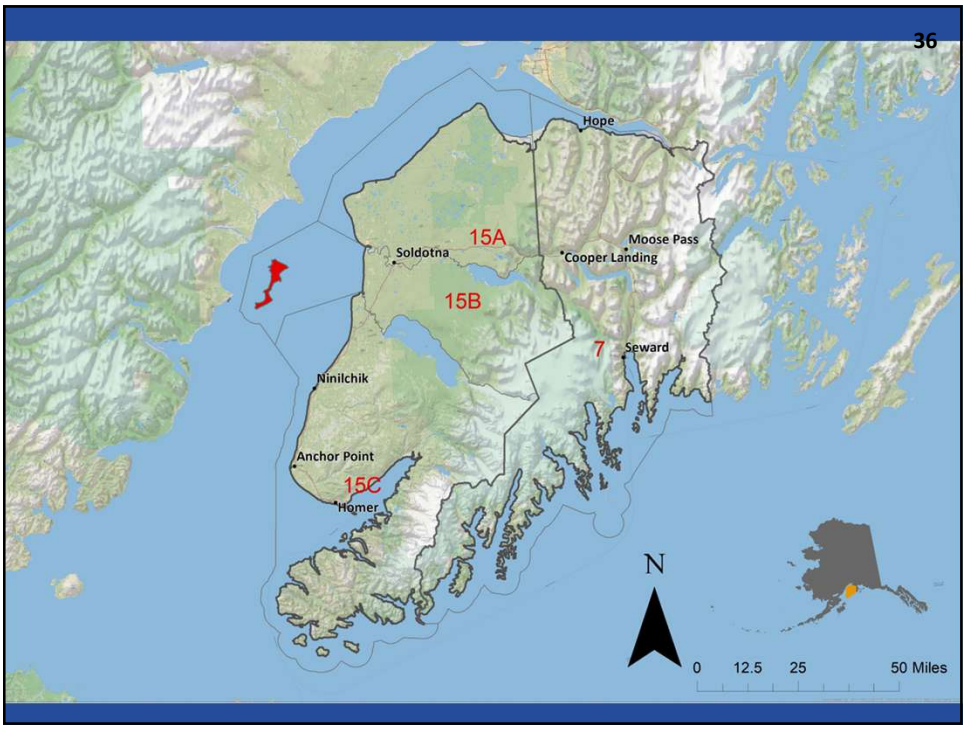 36
Hope
15A
Moose Pass
Soldotna
Cooper Landing
15B
7
Seward
Ninilchik
Anchor Point
15C
Homer
N
0 12.5 25 50 Miles